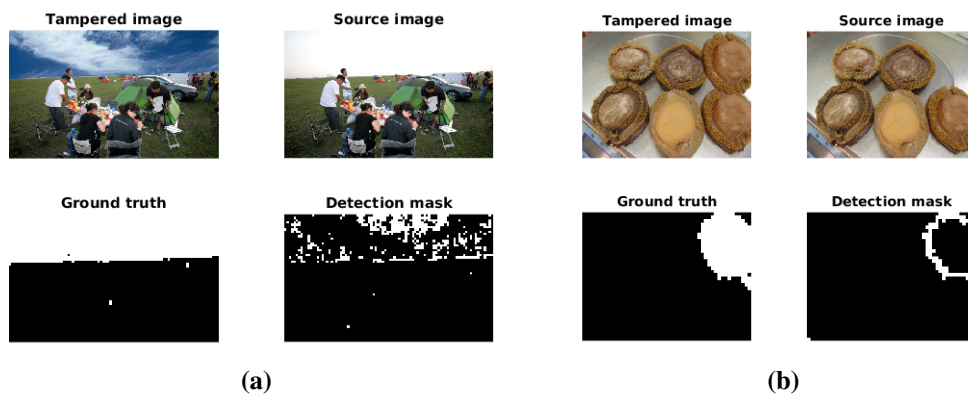 Tampered image
Source image
Tampered image
Source image
Ground truth
Detection mask
Ground truth
Detection mask
(a)
(b)